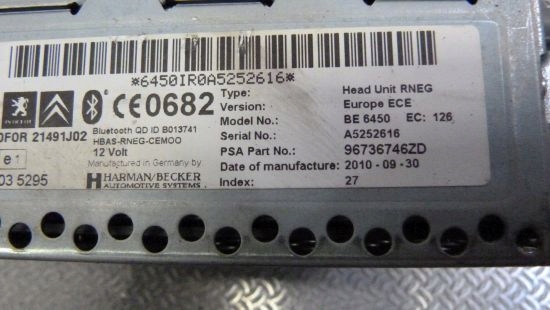 *6450IR0A5252616*
CE0682
0F0R 21491J02
Bluetooth QD ID B013741
HBAS-RNEG-CEMOO
12 Volt
e1
03 5295
Manufactured in Germany by:
HARMAN/BECKER
AUTOMOTIVE SYSTEMS
Type: Head Unit RNEG
Version: Europe ECE
Model No.: BE 6450 EC: 126
Serial No.: A5252616
PSA Part No.: 96736746ZD
Date of manufacture: 2010-09-30
Index: 27